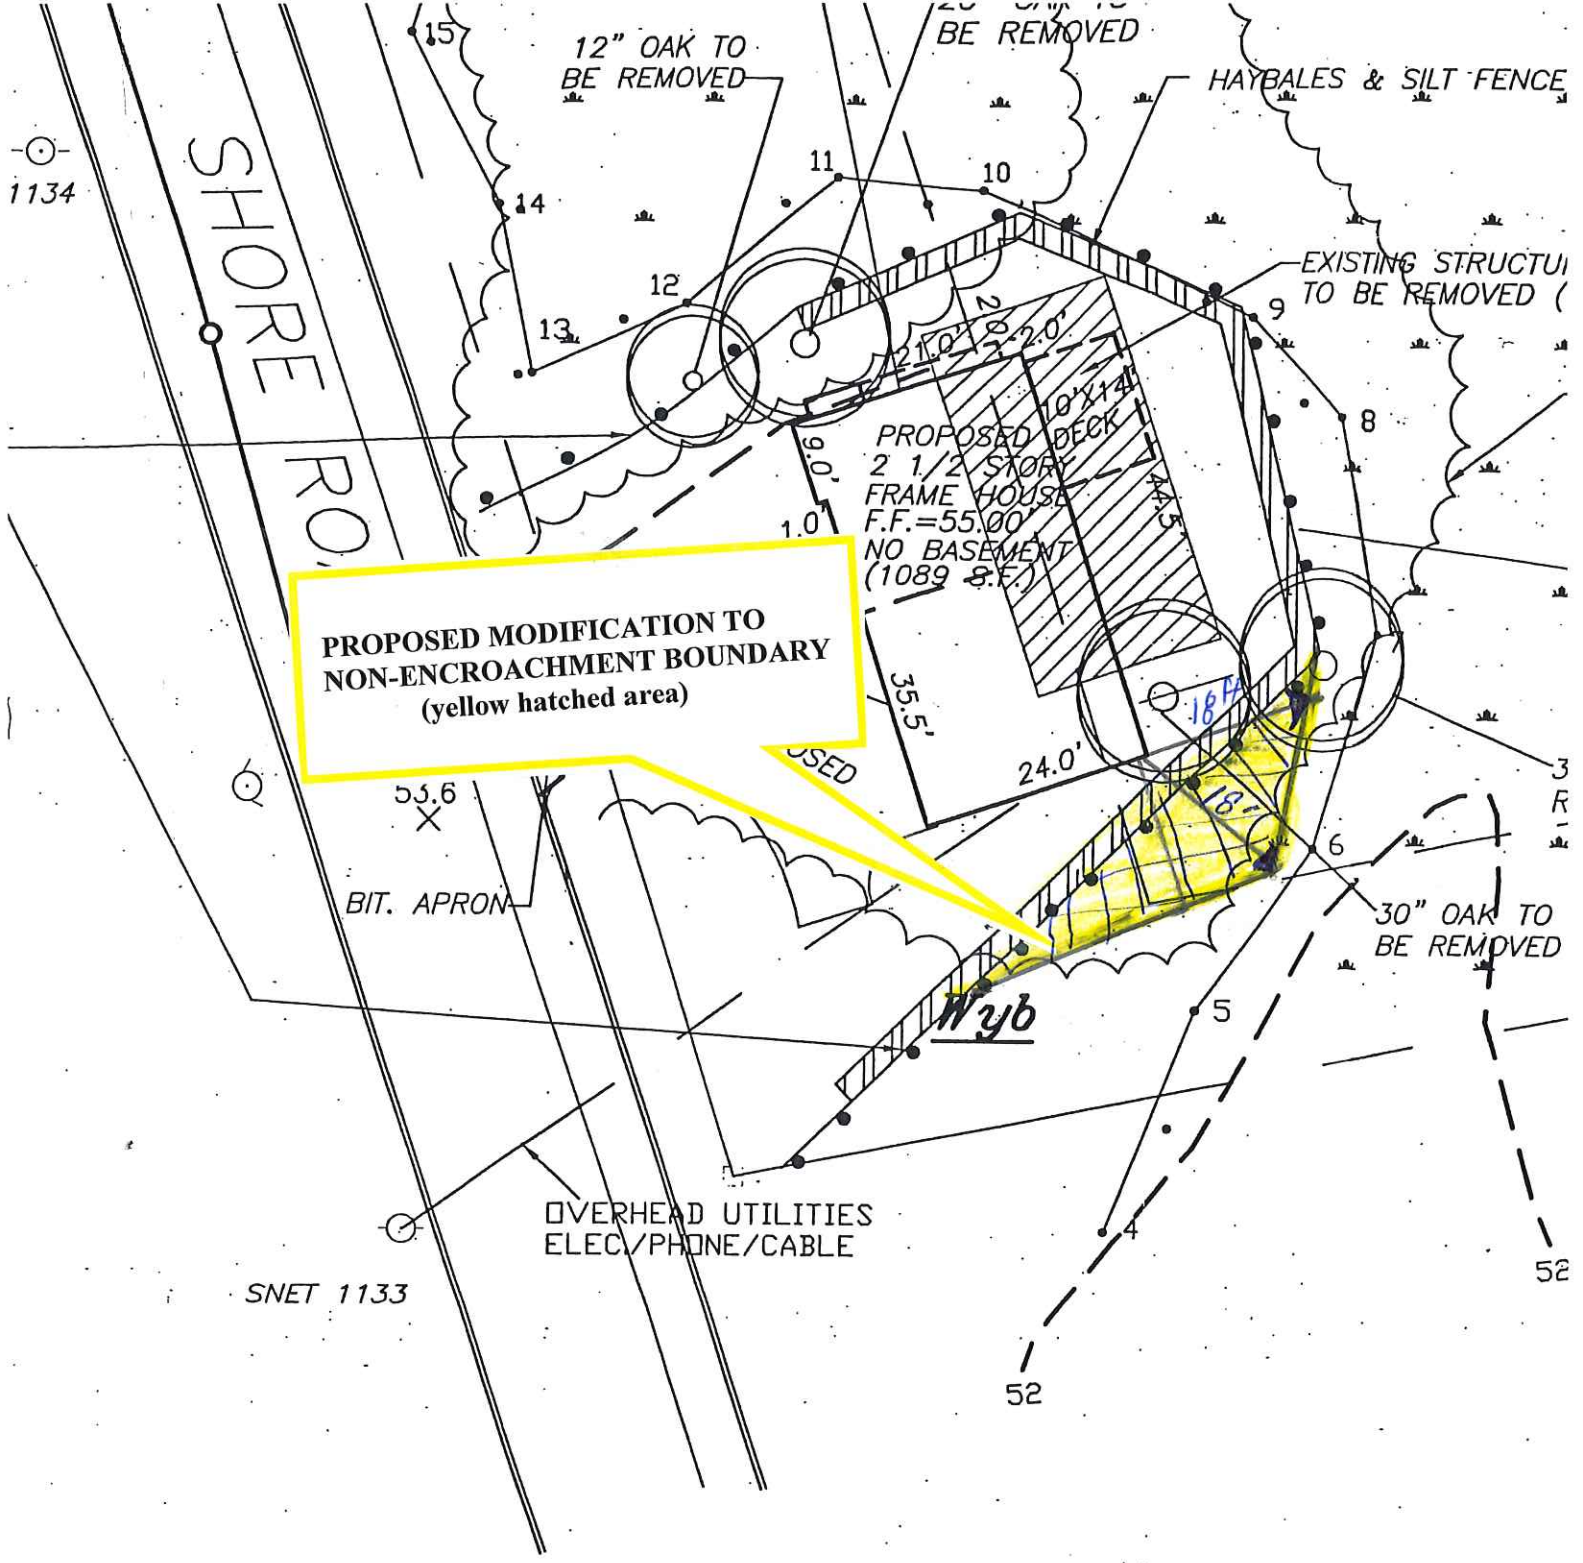 BE REMOVED
12" OAK TO
BE REMOVED
HAYBALES & SILT FENCE
15
1134
SHORE RO
14
11
10
EXISTING STRUCTU
TO BE REMOVED (
12
13
9
8
2.0'
21.0'
2.0'
10'X14'
DECK
9.0'
1.0'
PROPOSED
2 1/2 STORY
FRAME HOUSE
F.F.=55.00'
NO BASEMENT
(1089 S.F.)
44.5'
PROPOSED MODIFICATION TO
NON-ENCROACHMENT BOUNDARY
(yellow hatched area)
35.5'
18 ft
24.0'
18'
OSED
53.6
BIT. APRON
3
R
6
30" OAK TO
BE REMOVED
5
Wyb
4
OVERHEAD UTILITIES
ELEC./PHONE/CABLE
SNET 1133
52
52